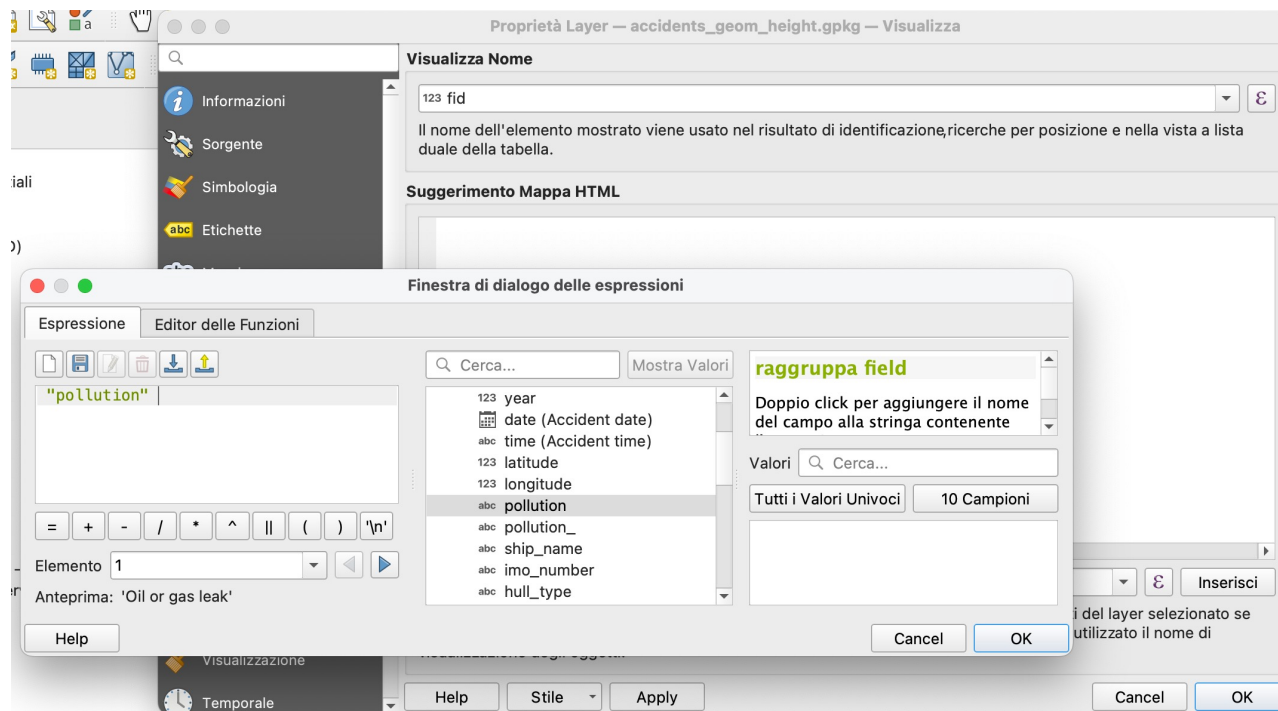 a
Proprietà Layer — accidents_geom_height.gpkg — Visualizza
Visualizza Nome
Informazioni
123 fid
ε
Sorgente
Il nome dell'elemento mostrato viene usato nel risultato di identificazione,ricerche per posizione e nella vista a lista
duale della tabella.
iali
Simbologia
Suggerimento Mappa HTML
abc Etichette
Finestra di dialogo delle espressioni
Espressione
Editor delle Funzioni
Cerca...
Mostra Valori
raggruppa field
"pollution"
123 year
Doppio click per aggiungere il nome
del campo alla stringa contenente
date (Accident date)
abc time (Accident time)
123 latitude
Valori
Cerca...
123 longitude
abc pollution
Tutti i Valori Univoci
10 Campioni
= + - / * ^ || ( ) '\n'
abc pollution_
abc ship_name
Elemento 1
abc imo_number
abc hull_type
Anteprima: 'Oil or gas leak'
ε
Inserisci
i del layer selezionato se
utilizzato il nome di
Help
Cancel
OK
Visualizzazione
Temporale
Help
Stile
Apply
Cancel
OK